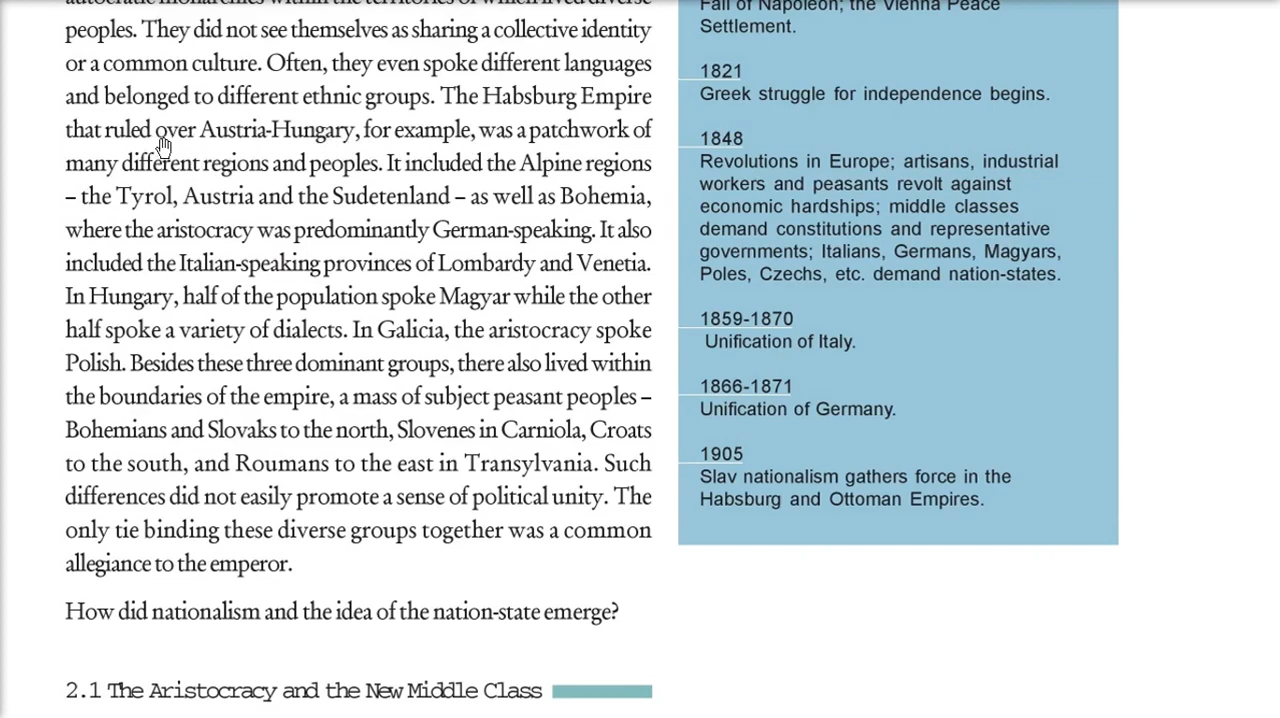 autocratic monarchies within the territories of which lived diverse
peoples. They did not see themselves as sharing a collective identity
or a common culture. Often, they even spoke different languages
and belonged to different ethnic groups. The Habsburg Empire
that ruled over Austria-Hungary, for example, was a patchwork of
many different regions and peoples. It included the Alpine regions
– the Tyrol, Austria and the Sudetenland – as well as Bohemia,
where the aristocracy was predominantly German-speaking. It also
included the Italian-speaking provinces of Lombardy and Venetia.
In Hungary, half of the population spoke Magyar while the other
half spoke a variety of dialects. In Galicia, the aristocracy spoke
Polish. Besides these three dominant groups, there also lived within
the boundaries of the empire, a mass of subject peasant peoples –
Bohemians and Slovaks to the north, Slovenes in Carniola, Croats
to the south, and Roumans to the east in Transylvania. Such
differences did not easily promote a sense of political unity. The
only tie binding these diverse groups together was a common
allegiance to the emperor.
How did nationalism and the idea of the nation-state emerge?
2.1 The Aristocracy and the New Middle Class
Fall of Napoleon; the Vienna Peace
Settlement.
1821
Greek struggle for independence begins.
1848
Revolutions in Europe; artisans, industrial
workers and peasants revolt against
economic hardships; middle classes
demand constitutions and representative
governments; Italians, Germans, Magyars,
Poles, Czechs, etc. demand nation-states.
1859-1870
Unification of Italy.
1866-1871
Unification of Germany.
1905
Slav nationalism gathers force in the
Habsburg and Ottoman Empires.